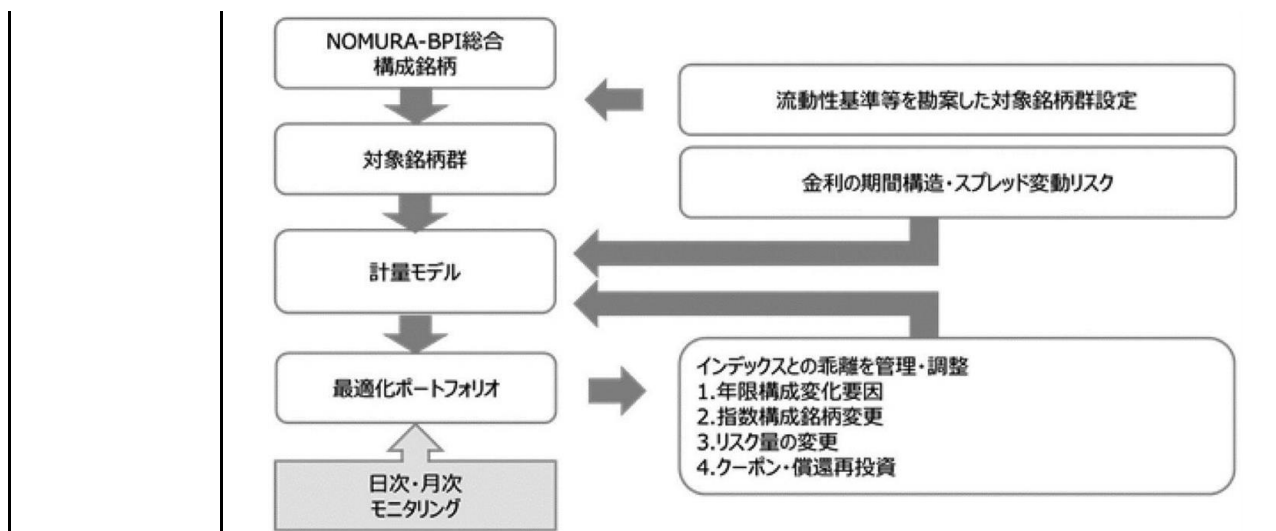 NOMURA-BPI総合
構成銘柄
流動性基準等を勘案した対象銘柄群設定
対象銘柄群
金利の期間構造・スプレッド変動リスク
計量モデル
最適化ポートフォリオ
インデックスとの乖離を管理・調整
1.年限構成変化要因
2.指数構成銘柄変更
3.リスク量の変更
4.クーポン・償還再投資
日次・月次
モニタリング